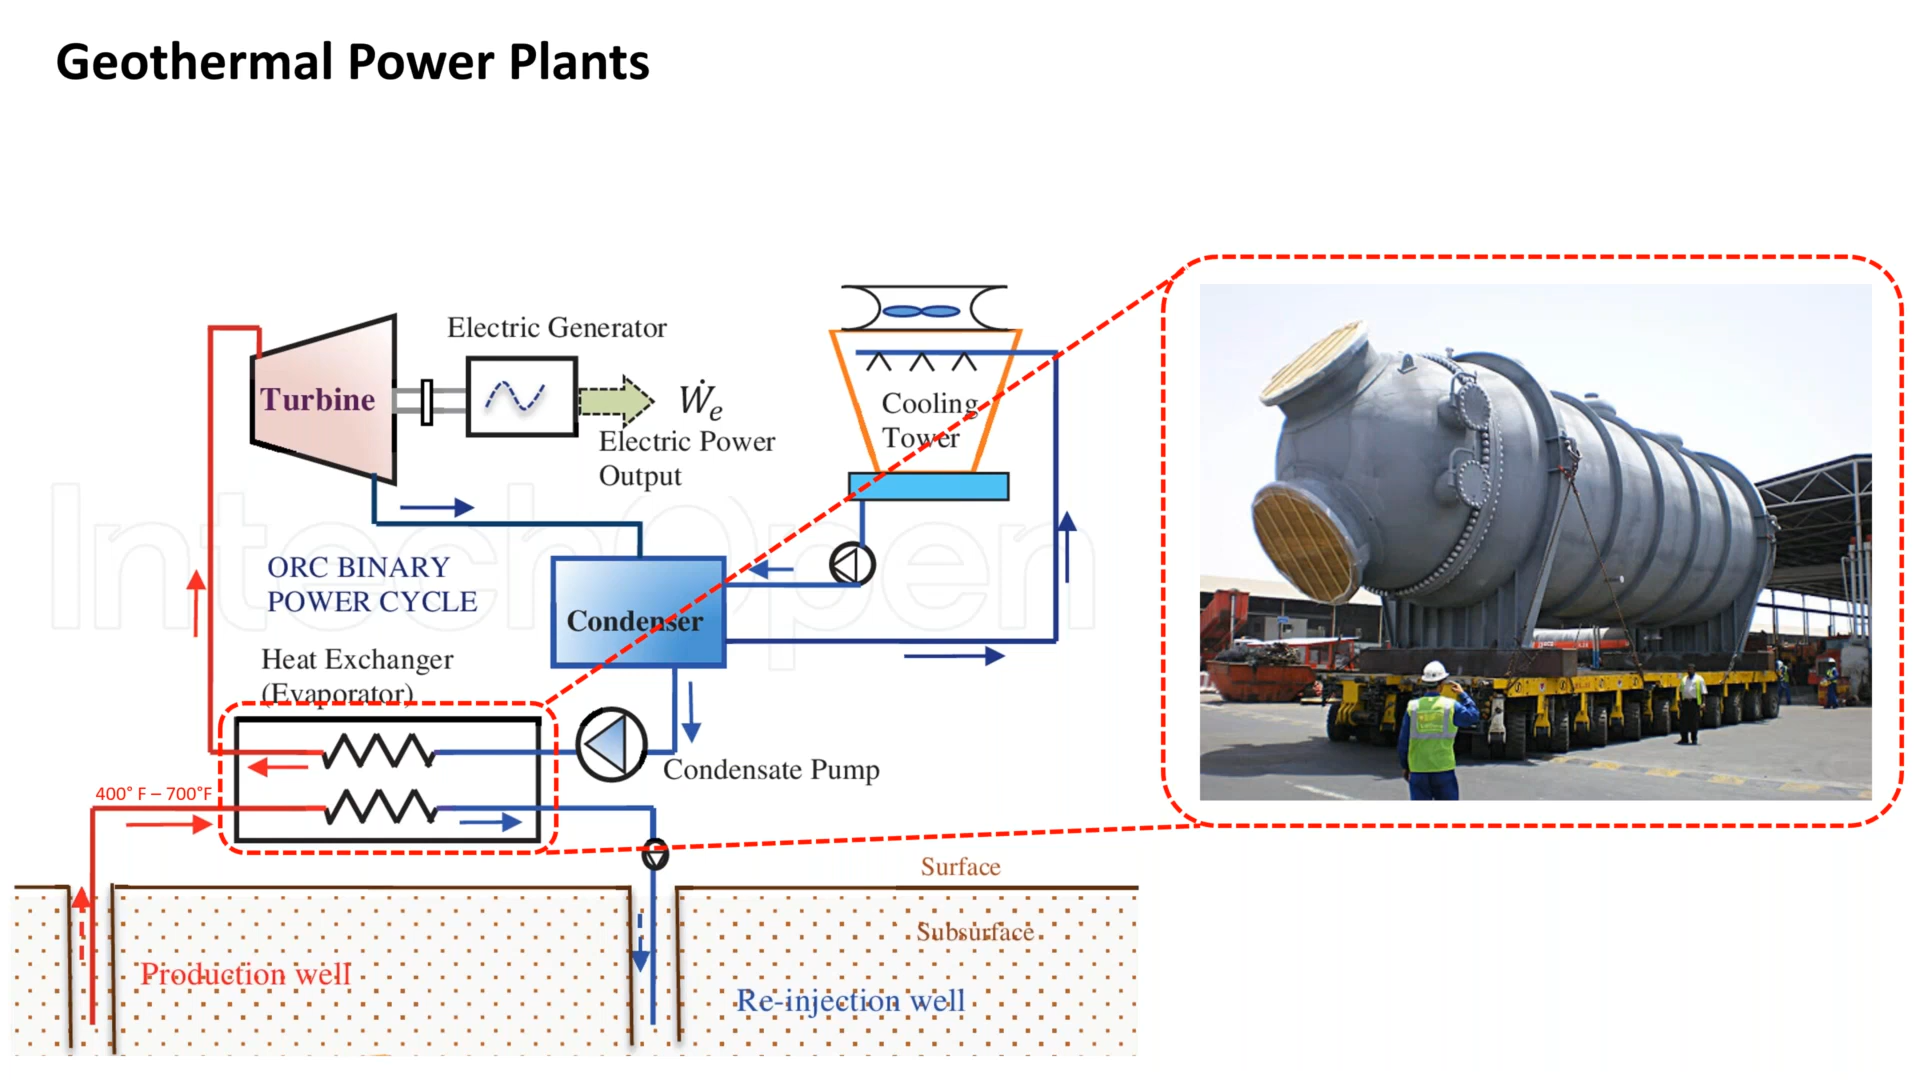 Geothermal Power Plants
Electric Generator
Turbine
Ẇe
Electric Power
Output
Cooling
Tower
IntechOpen
ORC BINARY
POWER CYCLE
Condenser
Heat Exchanger
(Evaporator)
Condensate Pump
400° F – 700°F
Surface
Subsurface
Production well
Re-injection well